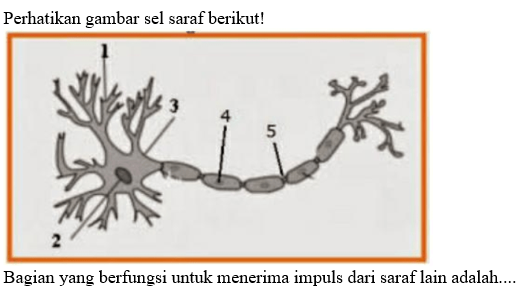 Perhatikan gambar sel saraf berikut!
1
3
4
5
2
Bagian yang berfungsi untuk menerima impuls dari saraf lain adalah....